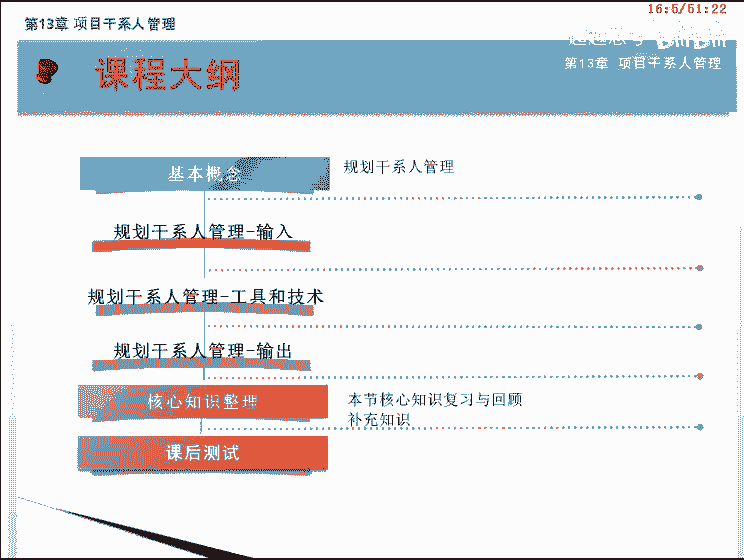 16:5/51:22
第13章 项目干系人管理
课程大纲
第13章 项目干系人管理
基本概念
规划干系人管理
规划干系人管理-输入
规划干系人管理-工具和技术
规划干系人管理-输出
核心知识整理
本节核心知识复习与回顾
补充知识
课后测试